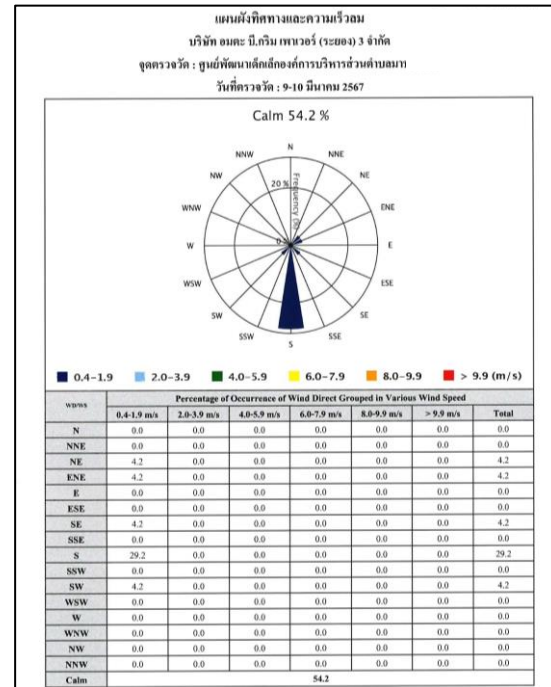 แผนผังทิศทางและความเร็วลม
บริษัท อมตะ บี.กริม เพาเวอร์ (ระยอง) 3 จำกัด
จุดตรวจวัด : ศูนย์พัฒนาเด็กเล็กองค์การบริหารส่วนตำบลมาบ
วันที่ตรวจวัด : 9-10 มีนาคม 2567
Calm 54.2 %
N
NNW NNE
NW NE
20 %
Frequency (%)
WNW ENE
W 0 E
WSW ESE
SW SE
SSW SSE
S
0.4-1.9 2.0-3.9 4.0-5.9 6.0-7.9 8.0-9.9 > 9.9 (m/s)
WD/WS Percentage of Occurrence of Wind Direct Grouped in Various Wind Speed
0.4-1.9 m/s 2.0-3.9 m/s 4.0-5.9 m/s 6.0-7.9 m/s 8.0-9.9 m/s > 9.9 m/s Total
N 0.0 0.0 0.0 0.0 0.0 0.0 0.0
NNE 0.0 0.0 0.0 0.0 0.0 0.0 0.0
NE 4.2 0.0 0.0 0.0 0.0 0.0 4.2
ENE 4.2 0.0 0.0 0.0 0.0 0.0 4.2
E 0.0 0.0 0.0 0.0 0.0 0.0 0.0
ESE 0.0 0.0 0.0 0.0 0.0 0.0 0.0
SE 4.2 0.0 0.0 0.0 0.0 0.0 4.2
SSE 0.0 0.0 0.0 0.0 0.0 0.0 0.0
S 29.2 0.0 0.0 0.0 0.0 0.0 29.2
SSW 0.0 0.0 0.0 0.0 0.0 0.0 0.0
SW 4.2 0.0 0.0 0.0 0.0 0.0 4.2
WSW 0.0 0.0 0.0 0.0 0.0 0.0 0.0
W 0.0 0.0 0.0 0.0 0.0 0.0 0.0
WNW 0.0 0.0 0.0 0.0 0.0 0.0 0.0
NW 0.0 0.0 0.0 0.0 0.0 0.0 0.0
NNW 0.0 0.0 0.0 0.0 0.0 0.0 0.0
Calm 54.2